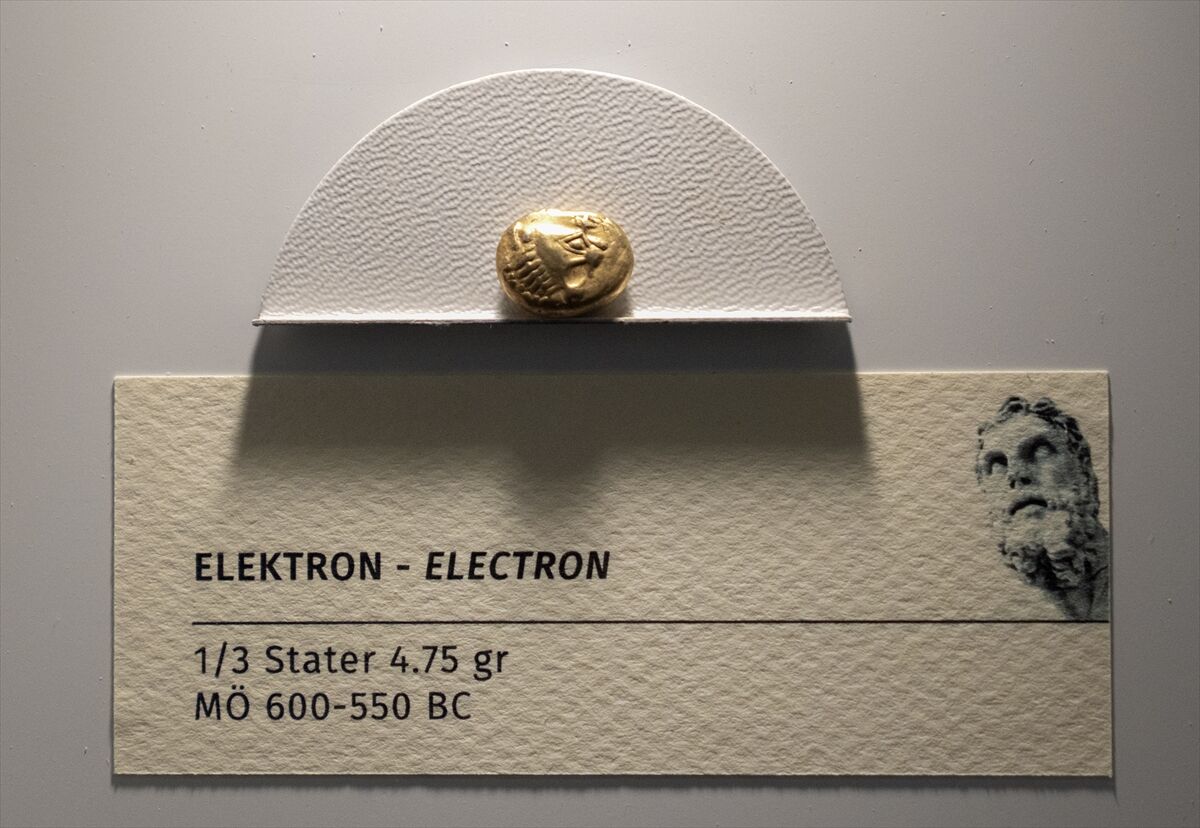 ELEKTRON - ELECTRON
1/3 Stater 4.75 gr
MÖ 600-550 BC